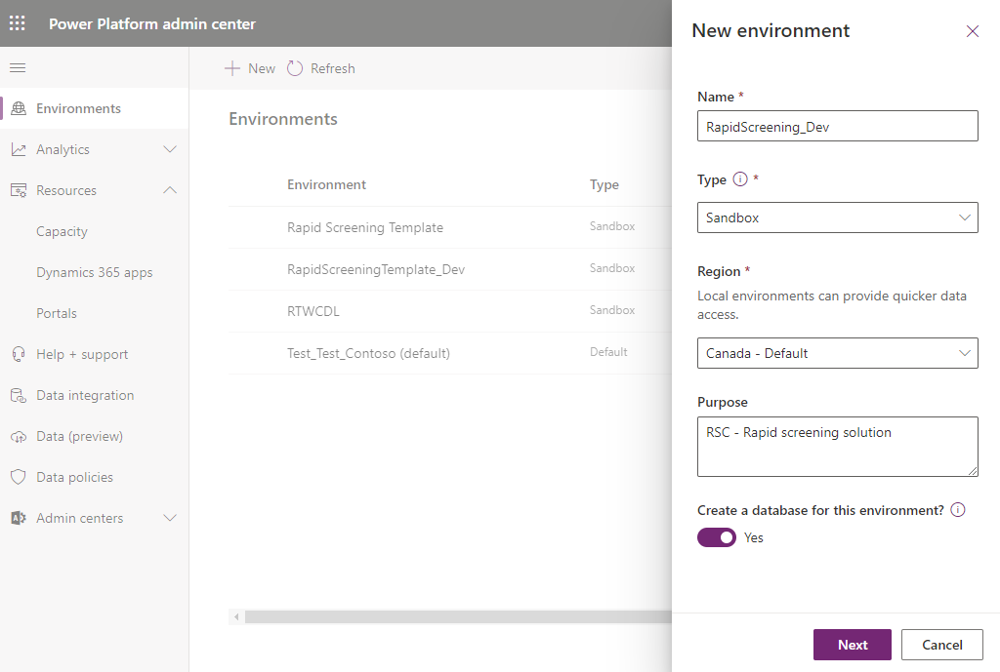 Power Platform admin center
Environments
Analytics
Resources
Capacity
Dynamics 365 apps
Portals
Help + support
Data integration
Data (preview)
Data policies
Admin centers
New Refresh
Environments
Environment Type
Rapid Screening Template Sandbox
RapidScreeningTemplate_Dev Sandbox
RTWCDL Sandbox
Test_Test_Contoso (default) Default
New environment
Name *
RapidScreening_Dev
Type *
Sandbox
Region *
Local environments can provide quicker data
access.
Canada - Default
Purpose
RSC - Rapid screening solution
Create a database for this environment?
Yes
Next Cancel